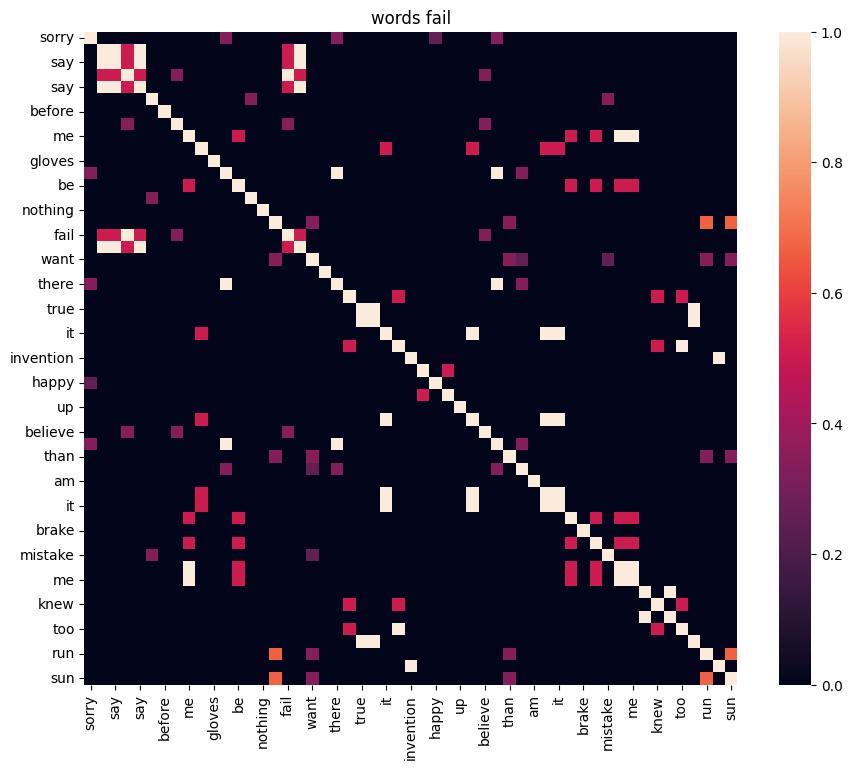 words fail
sorry
say
say
before
me
gloves
be
nothing
fail
want
there
true
it
invention
happy
up
believe
than
am
it
brake
mistake
me
knew
too
run
sun
1.0
0.8
0.6
0.4
0.2
0.0
sorry
say
say
before
me
gloves
be
nothing
fail
want
there
true
it
invention
happy
up
believe
than
am
it
brake
mistake
me
knew
too
run
sun